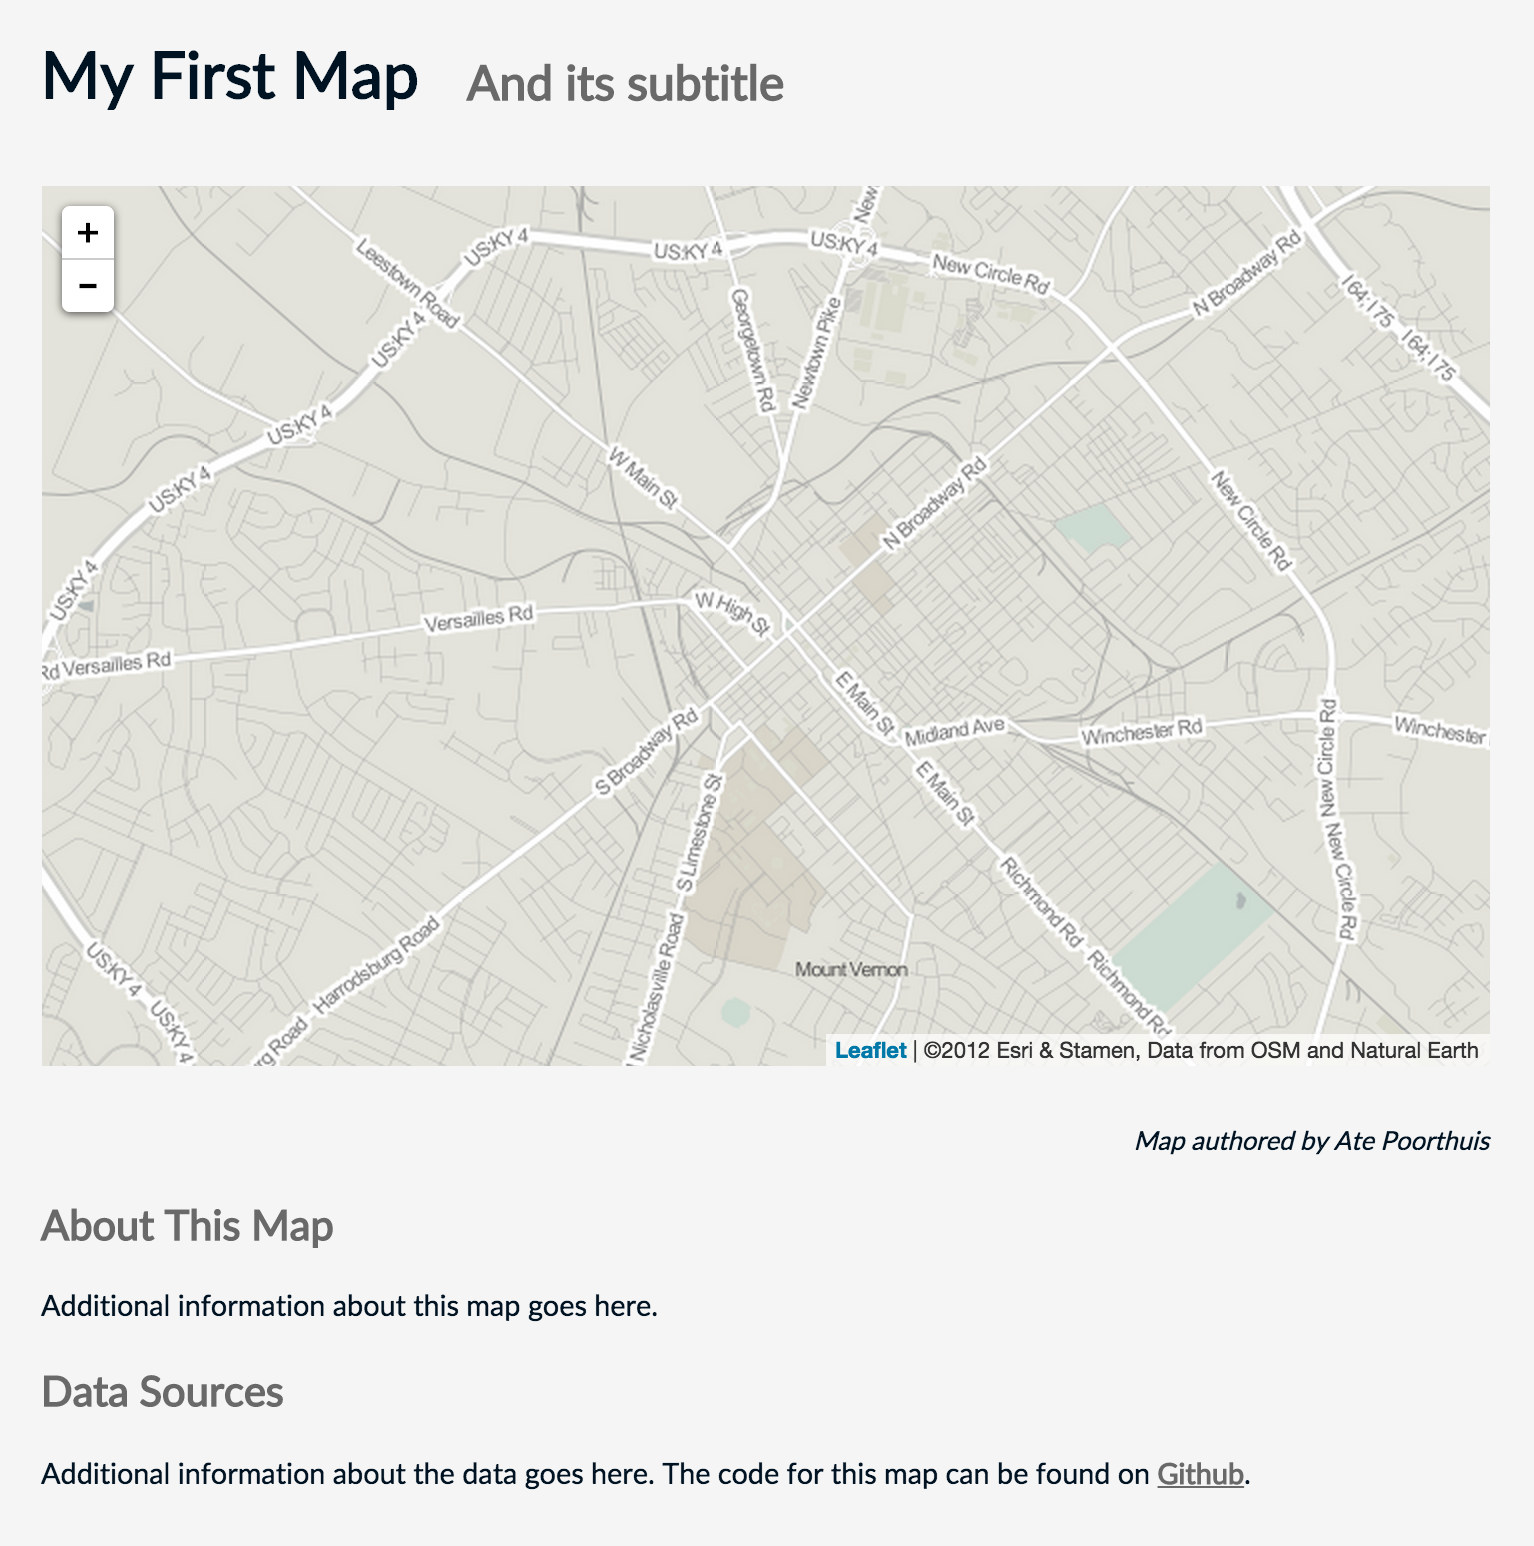 My First Map And its subtitle
+
−
New
US:KY 4
US:KY 4
US:KY 4
Leestown Road
New Circle Rd
N Broadway Rd
I 64; I 75
I 64; I 75
US:KY 4
Georgetown Rd
Newtown Pike
US:KY 4
US:KY 4
W Main St
N Broadway Rd
New Circle Rd
US:KY 4
W High St
Versailles Rd
Rd Versailles Rd
E Main St
Midland Ave
Winchester Rd
Winchester
New Circle Rd
S Broadway Rd
E Main St
S Limestone St
New Circle Rd
Richmond Rd
Harrodsburg Road
Nicholasville Road
US:KY 4
US:KY 4
Mount Vernon
Richmond Rd
rg Road
Leaflet | ©2012 Esri & Stamen, Data from OSM and Natural Earth
Map authored by Ate Poorthuis
About This Map
Additional information about this map goes here.
Data Sources
Additional information about the data goes here. The code for this map can be found on Github.